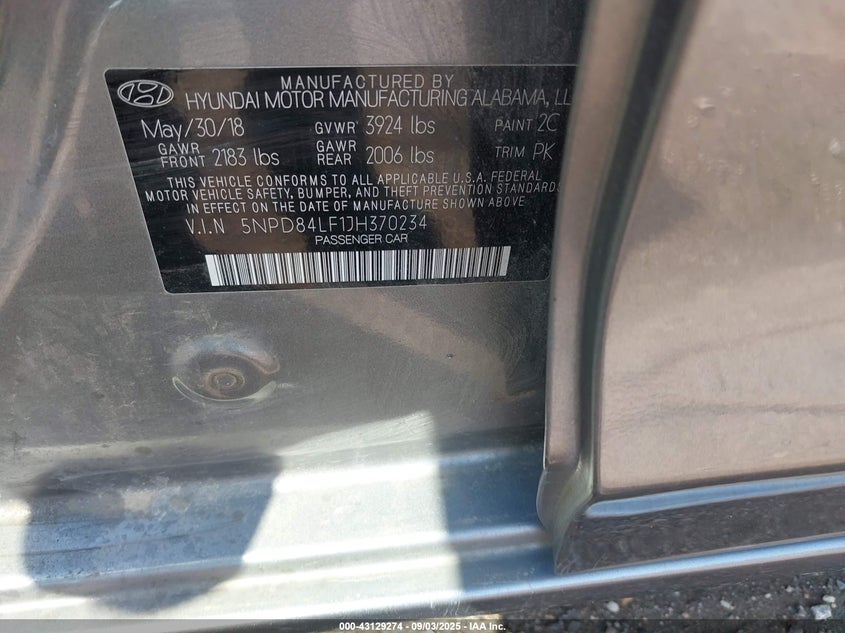 MANUFACTURED BY
HYUNDAI MOTOR MANUFACTURING ALABAMA, LL
May/30/18 GVWR 3924 lbs PAINT 2C
GAWR FRONT 2183 lbs GAWR REAR 2006 lbs TRIM PK
THIS VEHICLE CONFORMS TO ALL APPLICABLE U.S.A. FEDERAL
MOTOR VEHICLE SAFETY, BUMPER, AND THEFT PREVENTION STANDARDS
IN EFFECT ON THE DATE OF MANUFACTURE SHOWN ABOVE.
V.I.N 5NPD84LF1JH370234
PASSENGER CAR
000-43129274 - 09/03/2025 - IAA Inc.